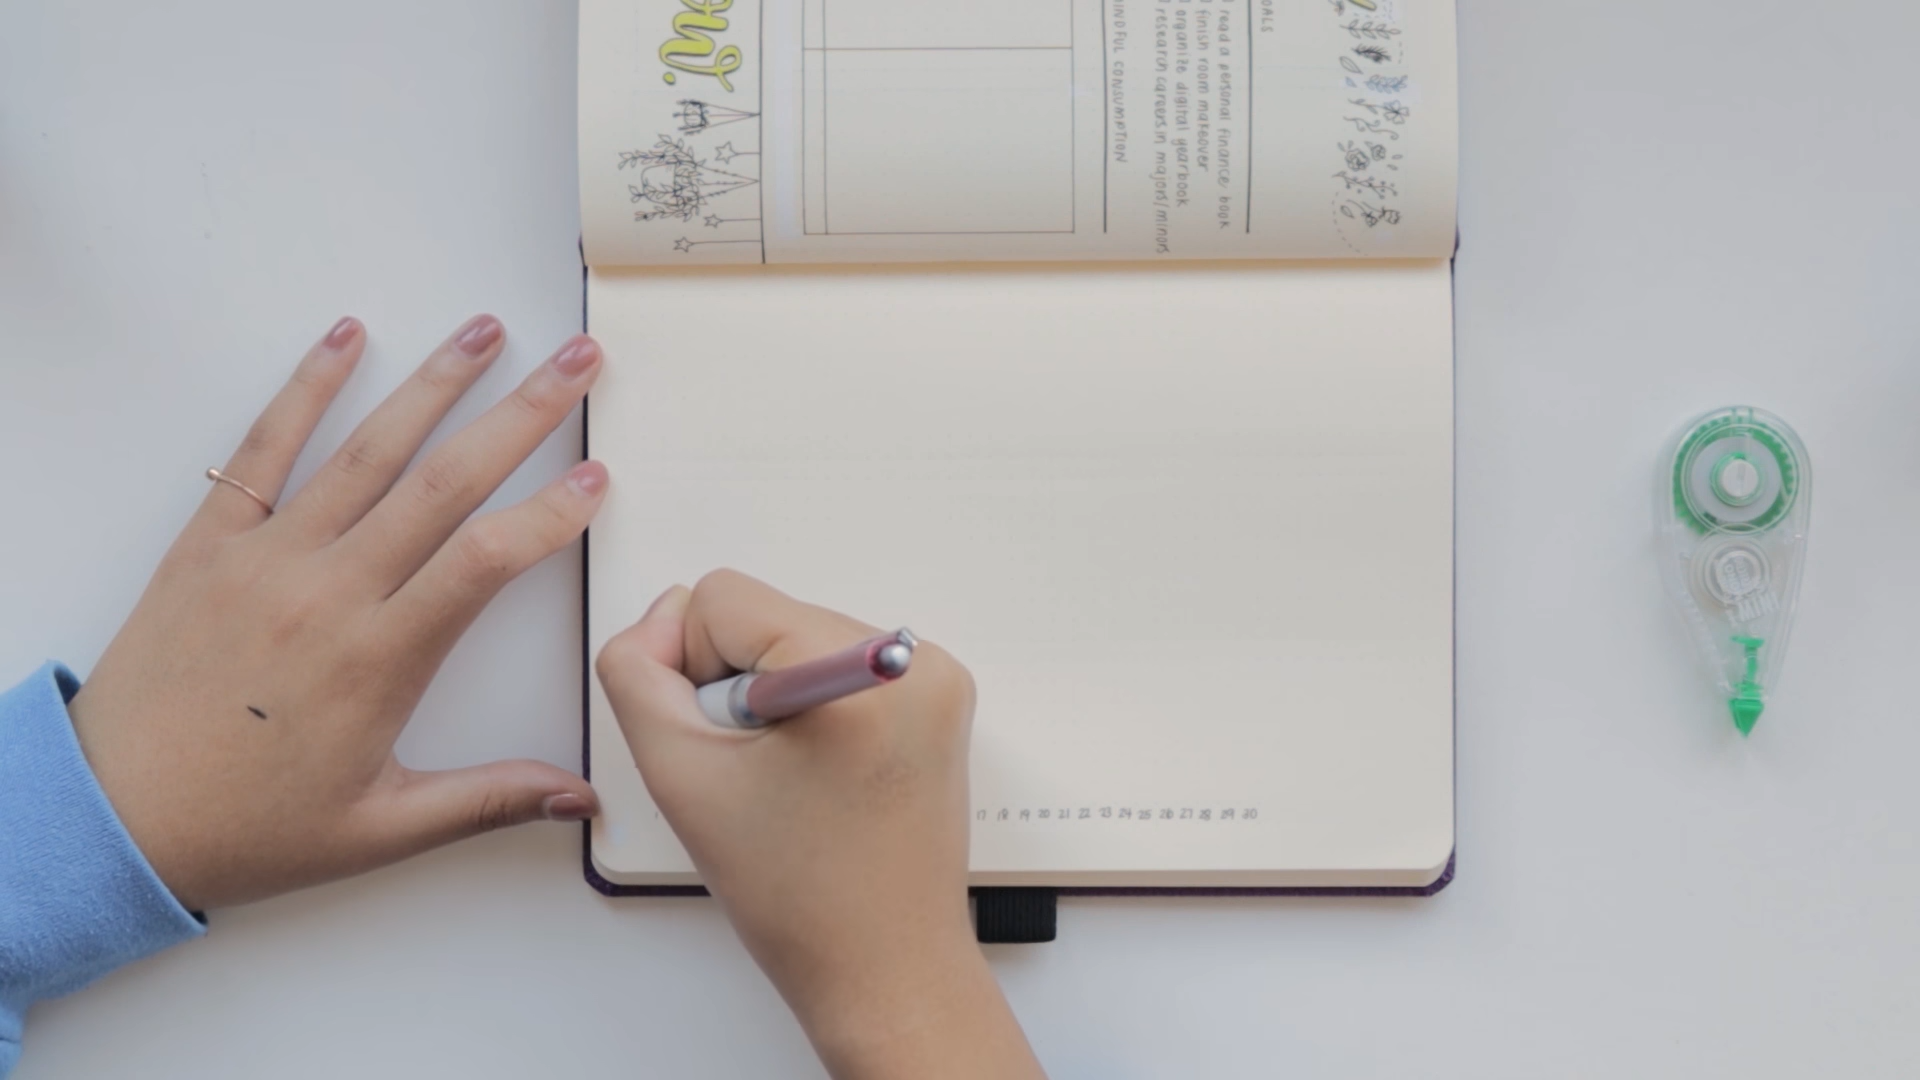 GOALS
read a personal finance book
finish room makeover
organize digital yearbook
research careers in majors/minors
MINDFUL CONSUMPTION
17 18 19 20 21 22 23 24 25 26 27 28 29 30